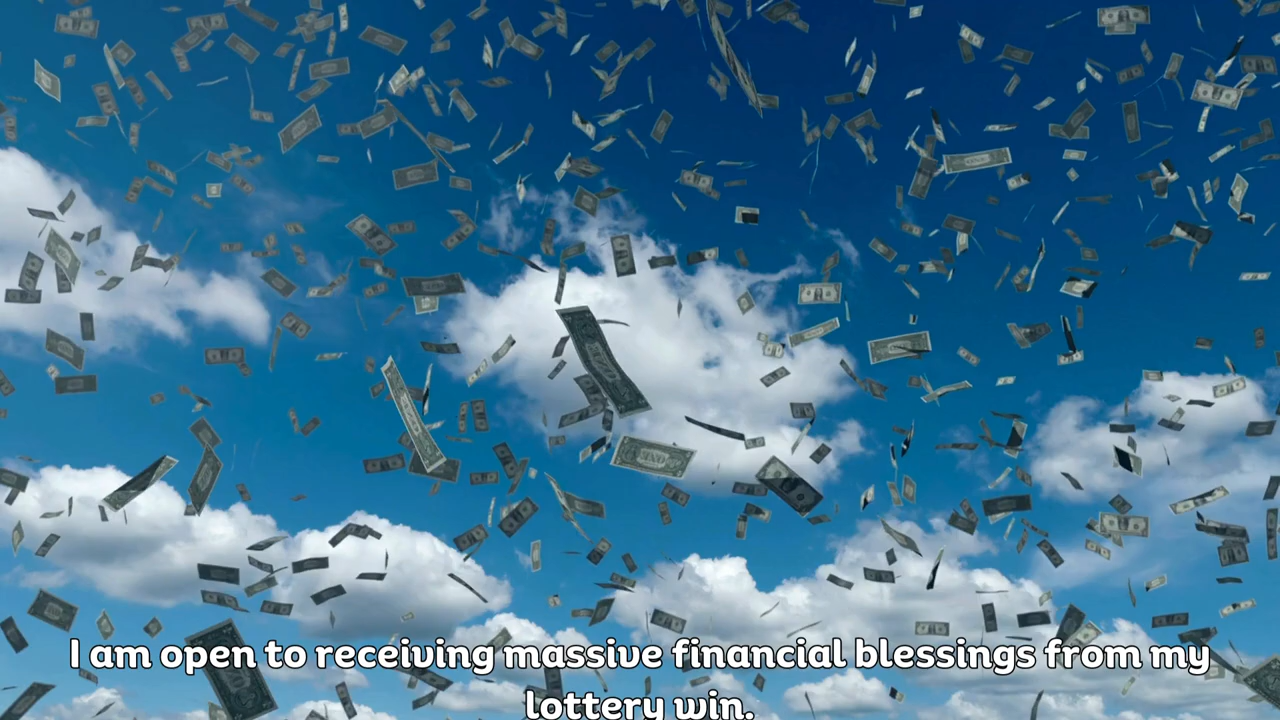 I am open to receiving massive financial blessings from my
lottery win.